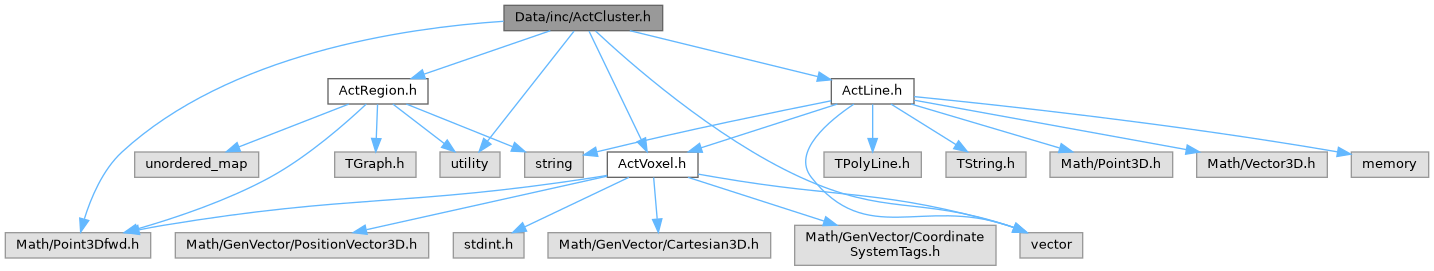 Data/inc/ActCluster.h
ActRegion.h
ActLine.h
unordered_map
TGraph.h
utility
string
ActVoxel.h
TPolyLine.h
TString.h
Math/Point3D.h
Math/Vector3D.h
memory
Math/Point3Dfwd.h
Math/GenVector/PositionVector3D.h
stdint.h
Math/GenVector/Cartesian3D.h
Math/GenVector/Coordinate
SystemTags.h
vector